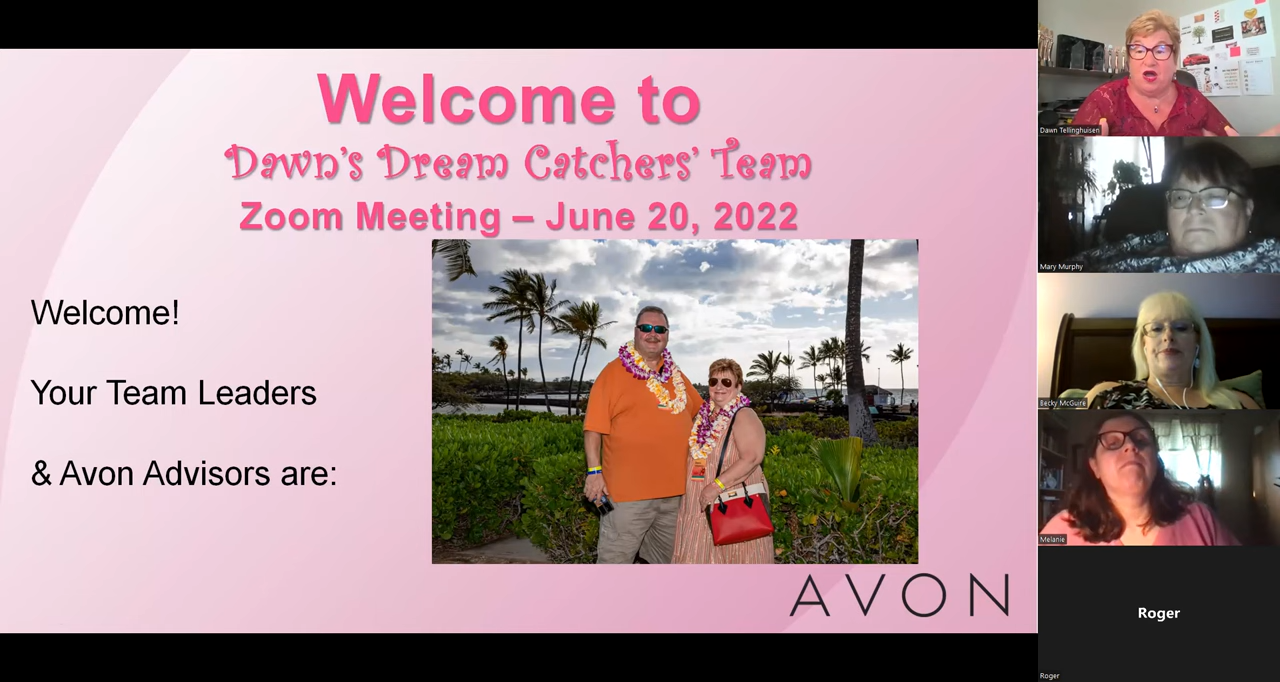 Welcome to
Dawn's Dream Catchers' Team
Zoom Meeting – June 20, 2022
Welcome!
Your Team Leaders
& Avon Advisors are:
AVON
Dawn Tellinghuisen
Mary Murphy
Becky McGuire
Melanie
Roger
Roger